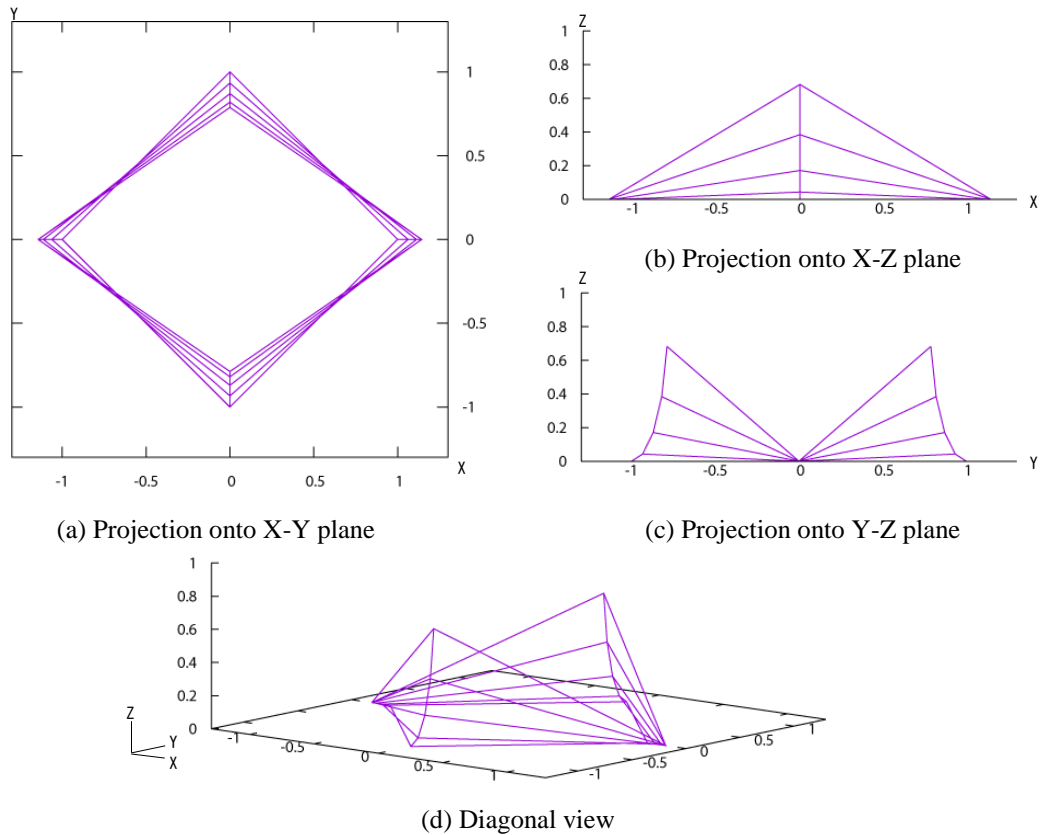 Y
1
0.5
0
-0.5
-1
-1 -0.5 0 0.5 1 X
(a) Projection onto X-Y plane
Z
1
0.8
0.6
0.4
0.2
0
-1 -0.5 0 0.5 1 X
(b) Projection onto X-Z plane
Z
1
0.8
0.6
0.4
0.2
0
-1 -0.5 0 0.5 1 Y
(c) Projection onto Y-Z plane
1
0.8
0.6
0.4
0.2
0
Z
Y
X
-1 -0.5 0 0.5 1
-1 -0.5 0 0.5 1
(d) Diagonal view